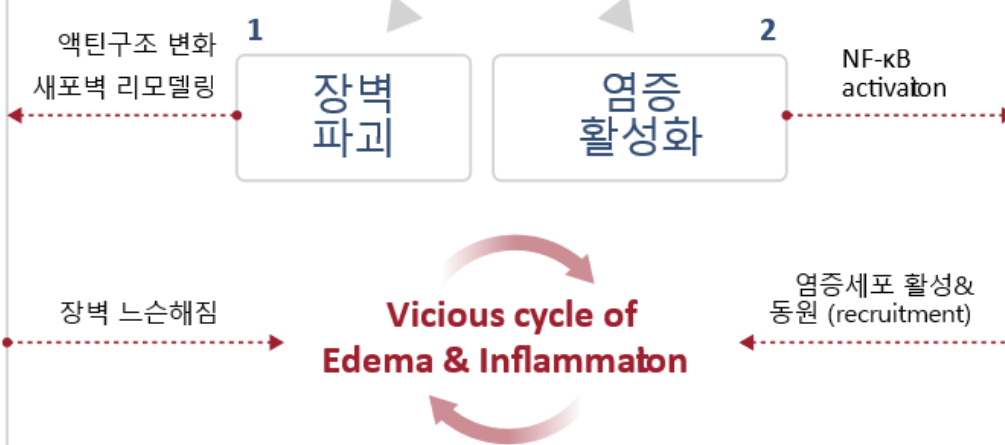 1
2
액틴구조 변화
새포벽 리모델링
장벽
파괴
염증
활성화
NF-κB
activaiton
장벽 느슨해짐
Vicious cycle of
Edema & Inflammaton
염증세포 활성&
동원 (recruitment)